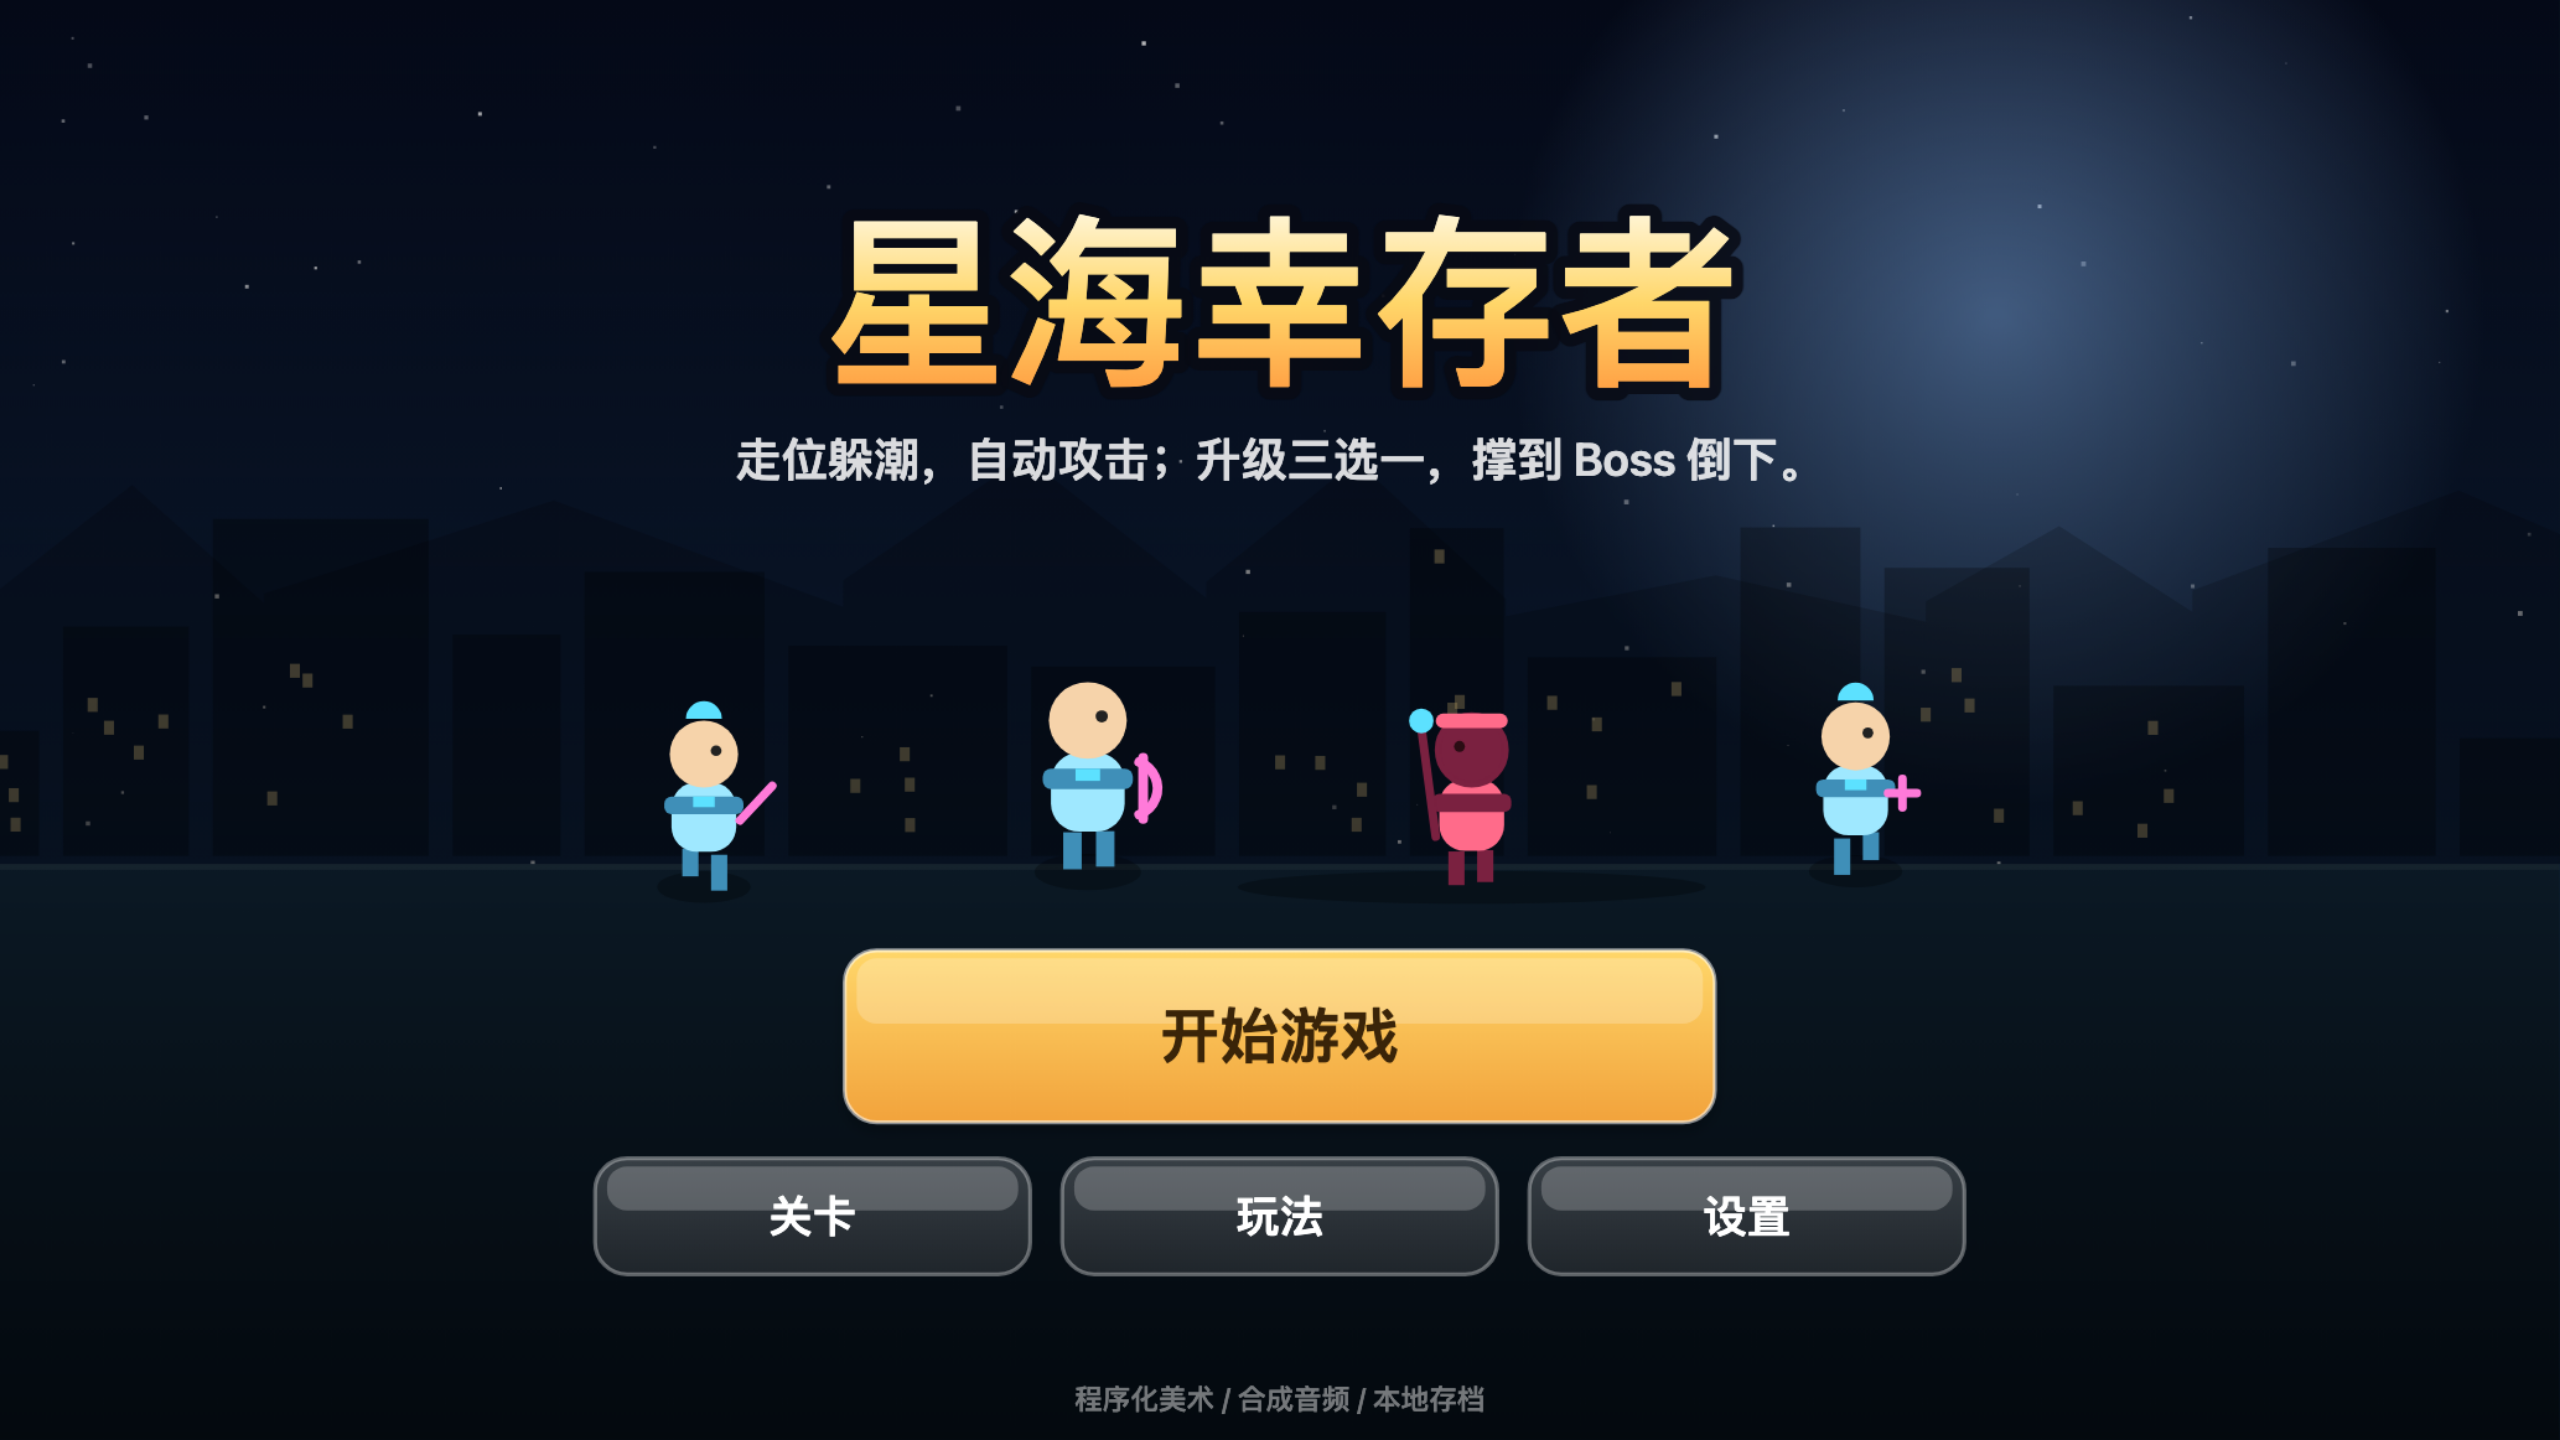 星海幸存者
走位躲潮，自动攻击；升级三选一，撑到 Boss 倒下。
开始游戏
关卡
玩法
设置
程序化美术 / 合成音频 / 本地存档